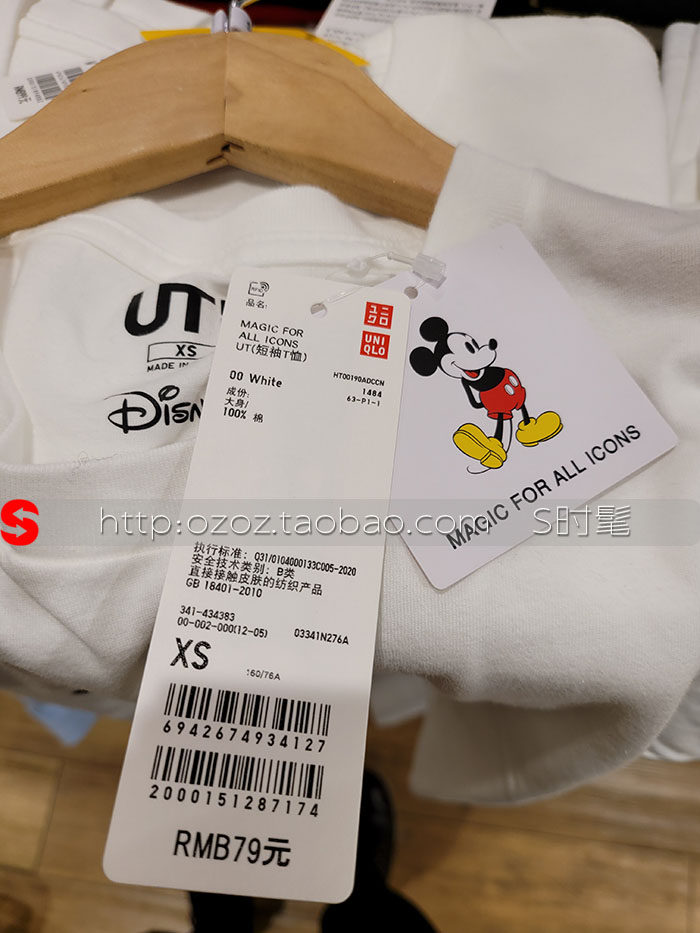 UT
XS
MADE IN
Disn
品名:
MAGIC FOR
ALL ICONS
UT(短袖T恤)
ユニ
クロ
UNI
QLO
00 White
HT00190ADCCN
成份:
1484
大身/
63-P1-1
100% 棉
MAGIC FOR ALL ICONS
http:ozoz.taobao.com
S时髦
执行标准: Q31/0104000133C005-2020
安全技术类别: B类
直接接触皮肤的纺织产品
GB 18401-2010
341-434383
00-002-000(12-05)
03341N276A
XS
160/76A
6942674934127
2000151287174
RMB79元